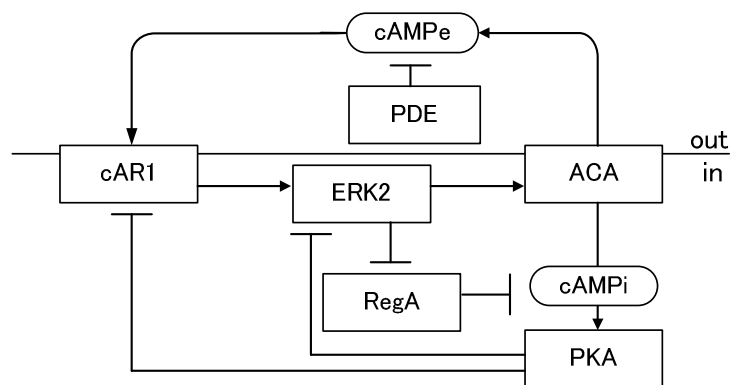 cAMPe
PDE
out
cAR1
ACA
in
ERK2
RegA
cAMPi
PKA